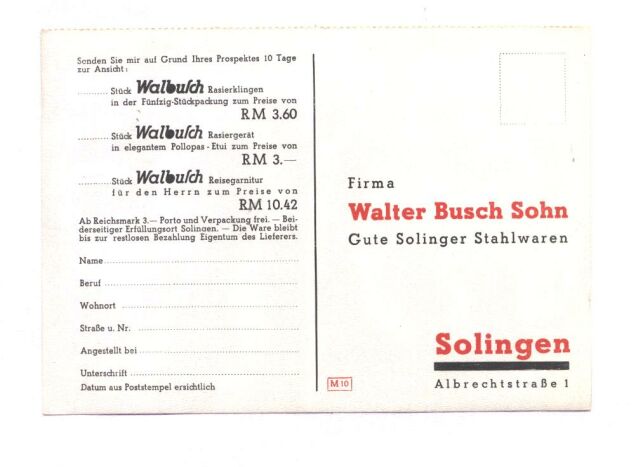 Senden Sie mir auf Grund Ihres Prospektes 10 Tage
zur Ansicht:
............ Stück Walbusch Rasierklingen
in der Fünfzig-Stückpackung zum Preise von
RM 3.60
............ Stück Walbusch Rasiergerät
in elegantem Pollopas-Etui zum Preise von
RM 3.—
............ Stück Walbusch Reisegarnitur
für den Herrn zum Preise von
RM 10.42
Ab Reichsmark 3.— Porto und Verpackung frei. — Bei-
derseitiger Erfüllungsort Solingen. — Die Ware bleibt
bis zur restlosen Bezahlung Eigentum des Lieferers.
Name
Beruf
Wohnort
Straße u. Nr.
Angestellt bei
Unterschrift
Datum aus Poststempel ersichtlich
M 10
Firma
Walter Busch Sohn
Gute Solinger Stahlwaren
Solingen
Albrechtstraße 1